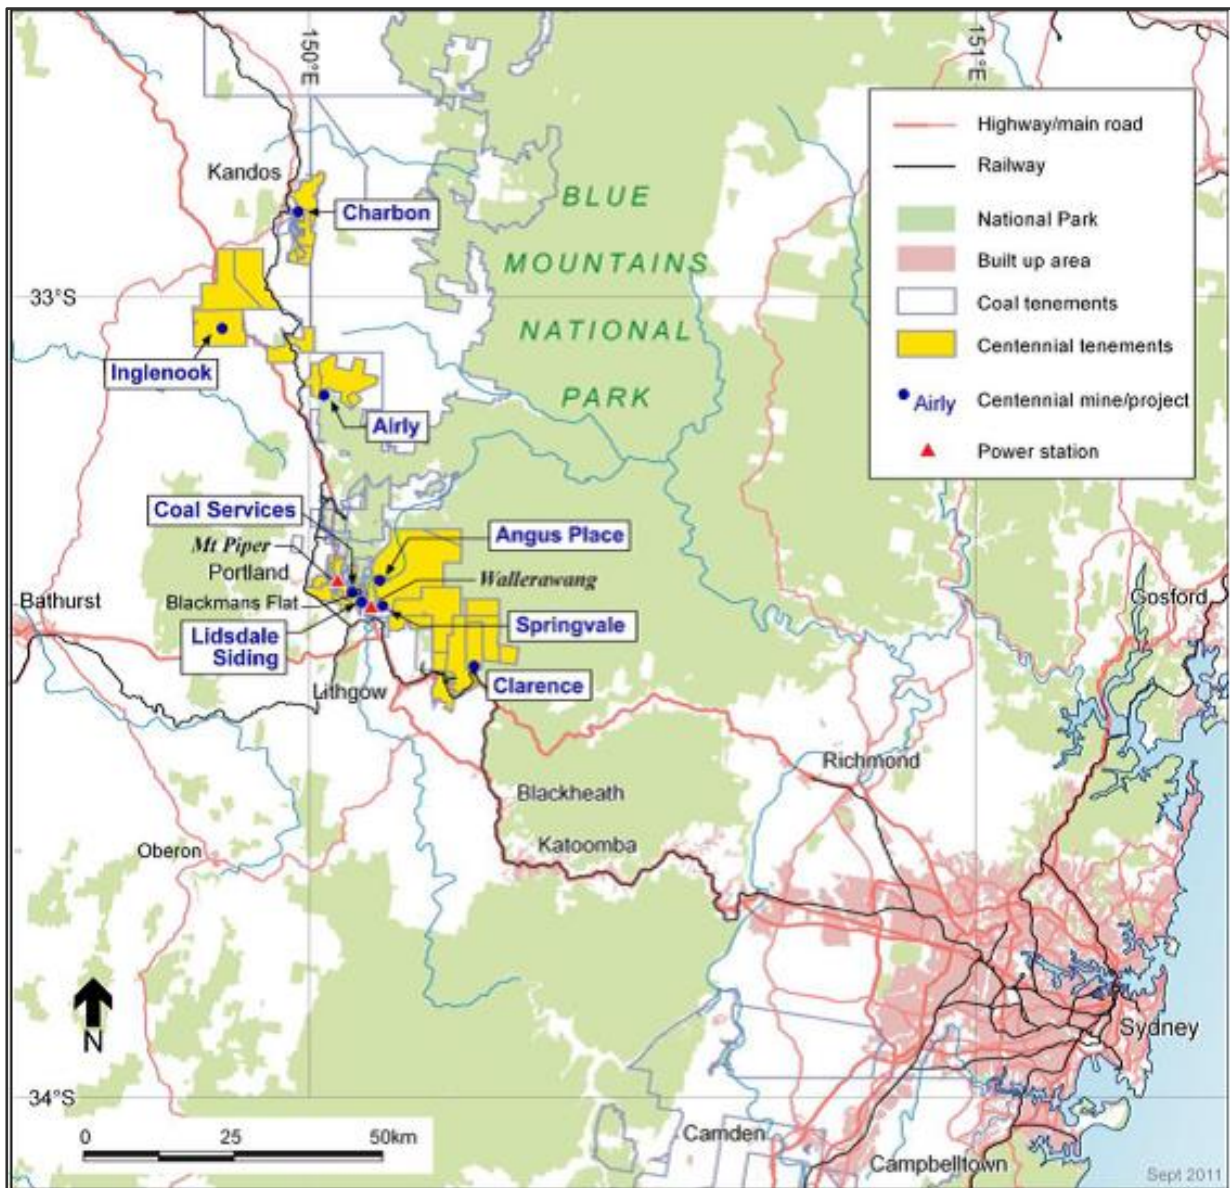 150°E
151°E
Highway/main road
Railway
National Park
Built up area
Coal tenements
Centennial tenements
Airly
Centennial mine/project
Power station
Kandos
Charbon
BLUE
MOUNTAINS
NATIONAL
PARK
33°S
Inglenook
Airly
Coal Services
Mt Piper
Angus Place
Portland
Wallerawang
Blackmans Flat
Bathurst
Gosford
Lidsdale
Siding
Springvale
Lithgow
Clarence
Richmond
Blackheath
Katoomba
Oberon
N
Sydney
34°S
0 25 50km
Camden
Campbelltown
Sept 2011